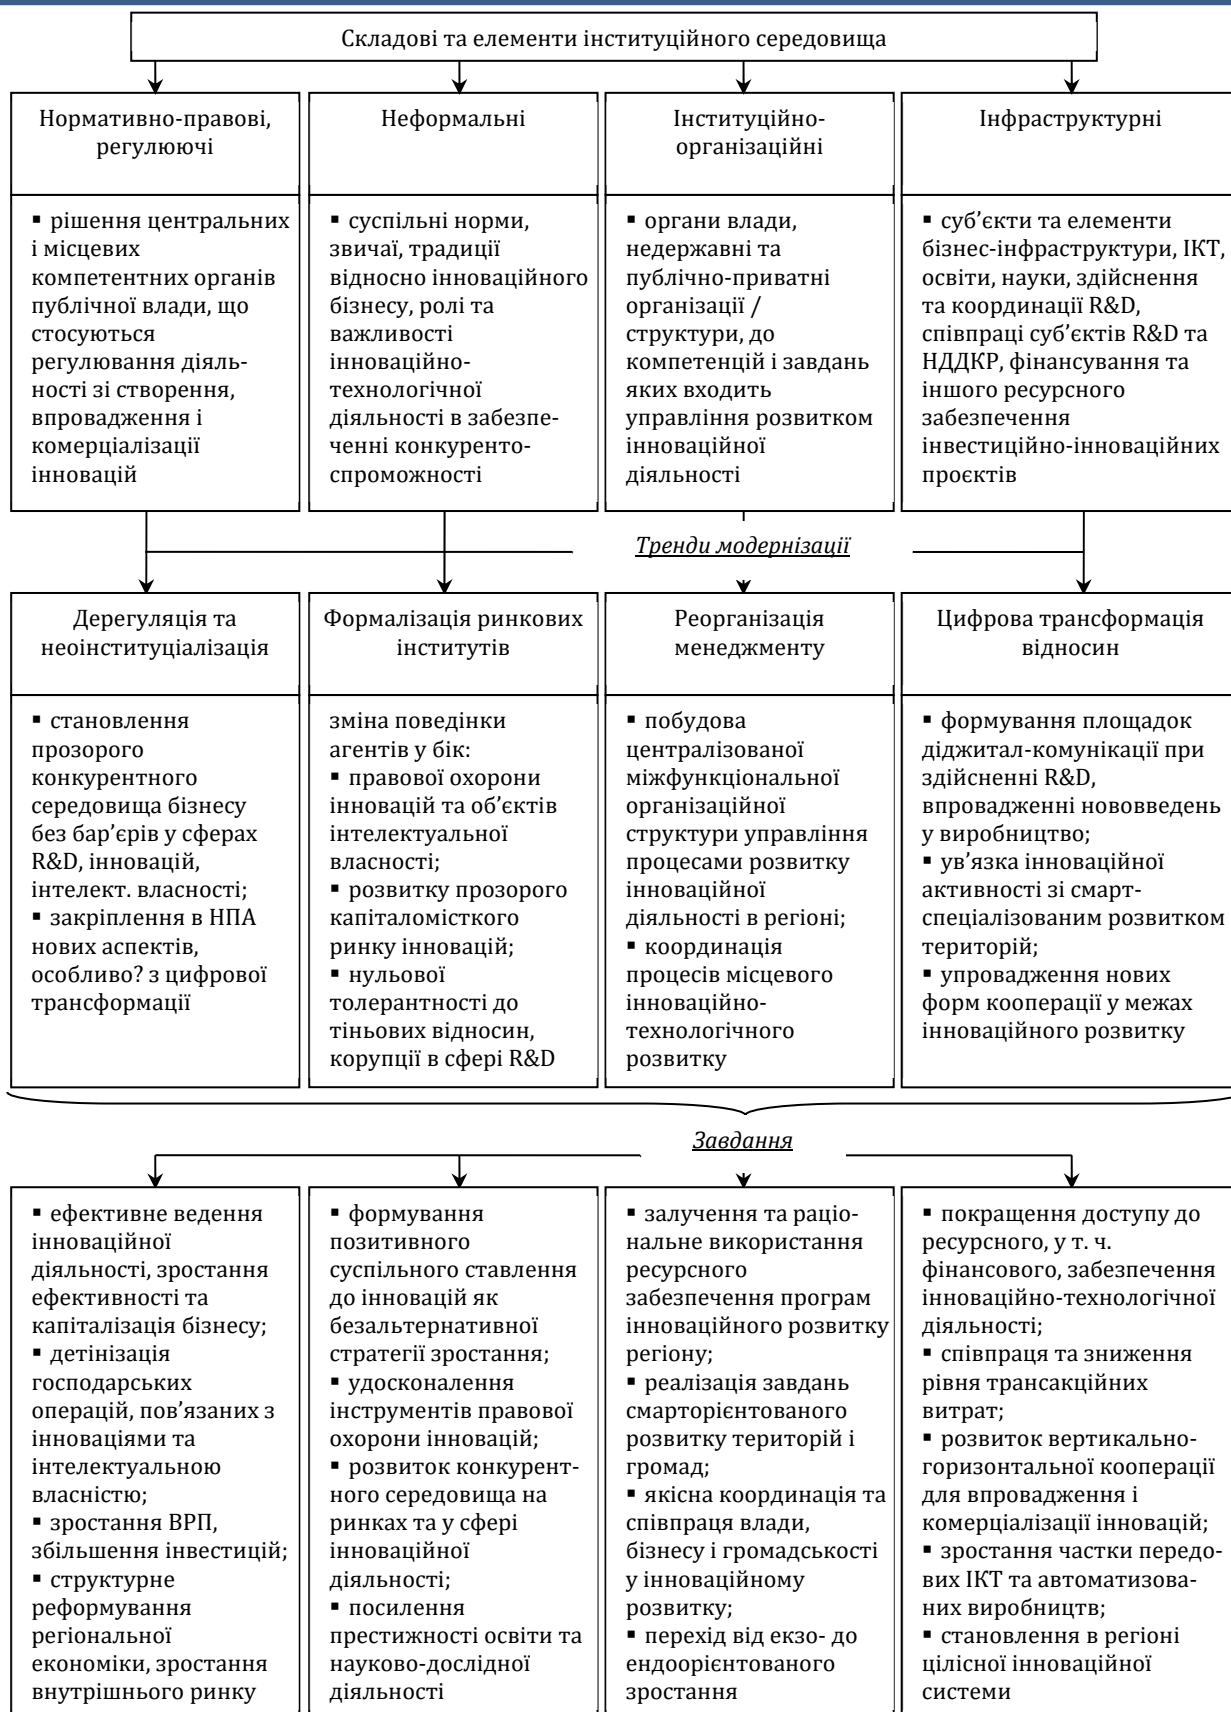 Складові та елементи інституційного середовища
Нормативно-правові,
регулюючі
Неформальні
Інституційно-
організаційні
Інфраструктурні
▪ рішення центральних
і місцевих
компетентних органів
публічної влади, що
стосуються
регулювання діяль-
ності зі створення,
впровадження і
комерціалізації
інновацій
▪ суспільні норми,
звичаї, традиції
відносно інноваційного
бізнесу, ролі та
важливості
інноваційно-
технологічної
діяльності в забезпе-
ченні конкуренто-
спроможності
▪ органи влади,
недержавні та
публічно-приватні
організації /
структури, до
компетенцій і завдань
яких входить
управління розвитком
інноваційної
діяльності
▪ суб’єкти та елементи
бізнес-інфраструктури, ІКТ,
освіти, науки, здійснення
та координації R&D,
співпраці суб’єктів R&D та
НДДКР, фінансування та
іншого ресурсного
забезпечення
інвестиційно-інноваційних
проєктів
Тренди модернізації
Дерегуляція та
неоінституціалізація
Формалізація ринкових
інститутів
Реорганізація
менеджменту
Цифрова трансформація
відносин
▪ становлення
прозорого
конкурентного
середовища бізнесу
без бар’єрів у сферах
R&D, інновацій,
інтелект. власності;
▪ закріплення в НПА
нових аспектів,
особливо? з цифрової
трансформації
зміна поведінки
агентів у бік:
▪ правової охорони
інновацій та об’єктів
інтелектуальної
власності;
▪ розвитку прозорого
капіталомісткого
ринку інновацій;
▪ нульової
толерантності до
тіньових відносин,
корупції в сфері R&D
▪ побудова
централізованої
міжфункціональної
організаційної
структури управління
процесами розвитку
інноваційної
діяльності в регіоні;
▪ координація
процесів місцевого
інноваційно-
технологічного
розвитку
▪ формування площадок
діджитал-комунікації при
здійсненні R&D,
впровадженні нововведень
у виробництво;
▪ ув’язка інноваційної
активності зі смарт-
спеціалізованим розвитком
територій;
▪ упровадження нових
форм кооперації у межах
інноваційного розвитку
Завдання
▪ ефективне ведення
інноваційної
діяльності, зростання
ефективності та
капіталізація бізнесу;
▪ детінізація
господарських
операцій, пов’язаних з
інноваціями та
інтелектуальною
власністю;
▪ зростання ВРП,
збільшення інвестицій;
▪ структурне
реформування
регіональної
економіки, зростання
внутрішнього ринку
▪ формування
позитивного
суспільного ставлення
до інновацій як
безальтернативної
стратегії зростання;
▪ удосконалення
інструментів правової
охорони інновацій;
▪ розвиток конкурент-
ного середовища на
ринках та у сфері
інноваційної
діяльності;
▪ посилення
престижності освіти та
науково-дослідної
діяльності
▪ залучення та раціо-
нальне використання
ресурсного
забезпечення програм
інноваційного розвитку
регіону;
▪ реалізація завдань
смарторієнтованого
розвитку територій і
громад;
▪ якісна координація та
співпраця влади,
бізнесу і громадськості
у інноваційному
розвитку;
▪ перехід від екзо- до
ендоорієнтованого
зростання
▪ покращення доступу до
ресурсного, у т. ч.
фінансового, забезпечення
інноваційно-технологічної
діяльності;
▪ співпраця та зниження
рівня трансакційних
витрат;
▪ розвиток вертикально-
горизонтальної кооперації
для впровадження і
комерціалізації інновацій;
▪ зростання частки передо-
вих ІКТ та автоматизова-
них виробництв;
▪ становлення в регіоні
цілісної інноваційної
системи